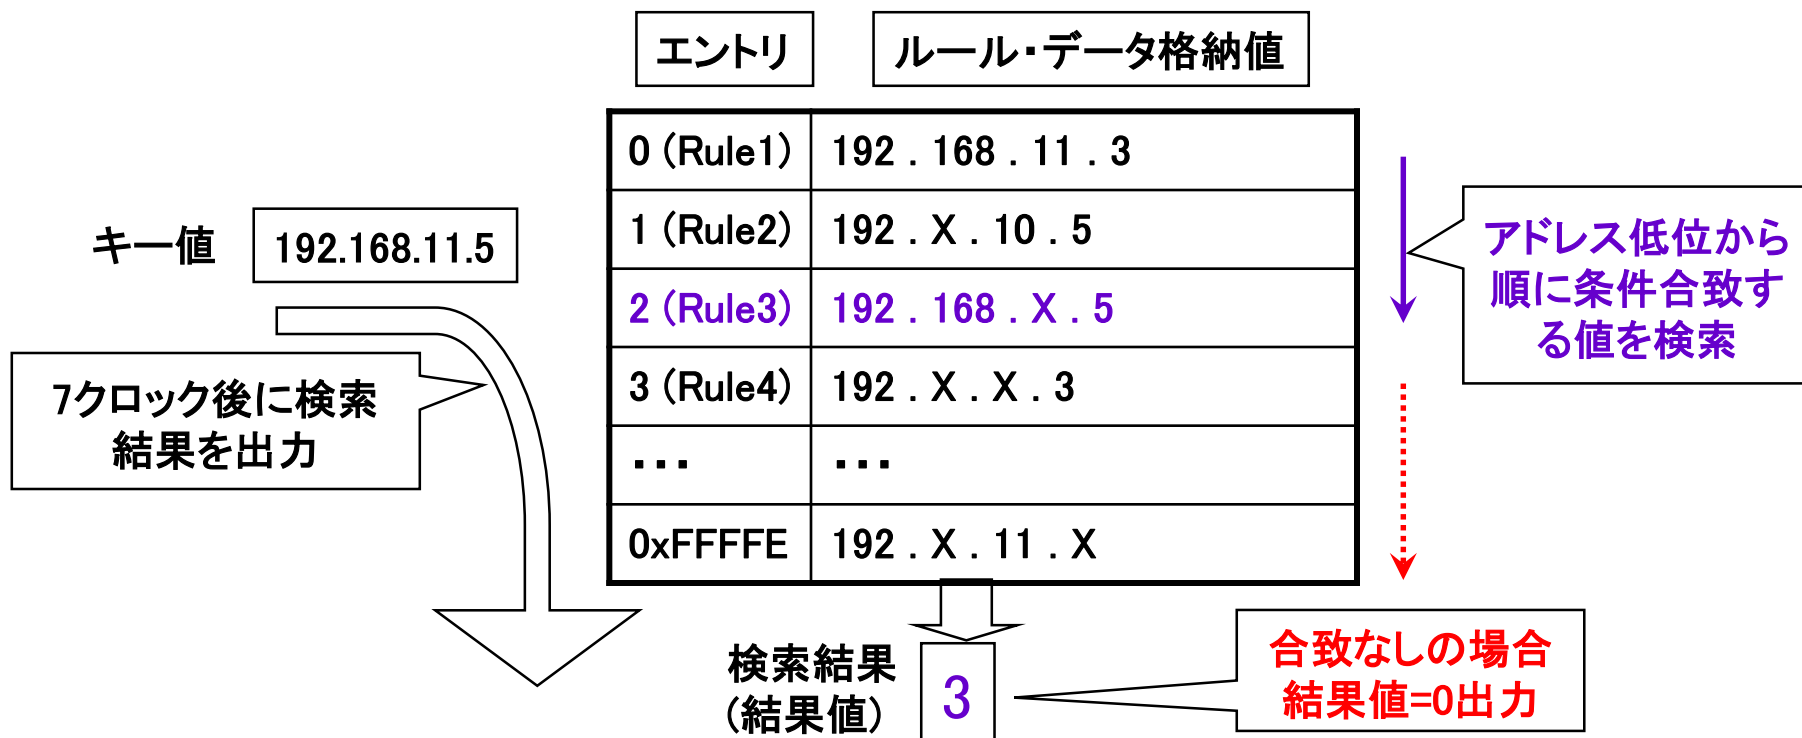 エントリ
ルール・データ格納値
0 (Rule1)
192 . 168 . 11 . 3
1 (Rule2)
192 . X . 10 . 5
2 (Rule3)
192 . 168 . X . 5
3 (Rule4)
192 . X . X . 3
・・・
・・・
0xFFFFE
192 . X . 11 . X
キー値
192.168.11.5
7クロック後に検索
結果を出力
アドレス低位から
順に条件合致す
る値を検索
検索結果
(結果値)
3
合致なしの場合
結果値=0出力